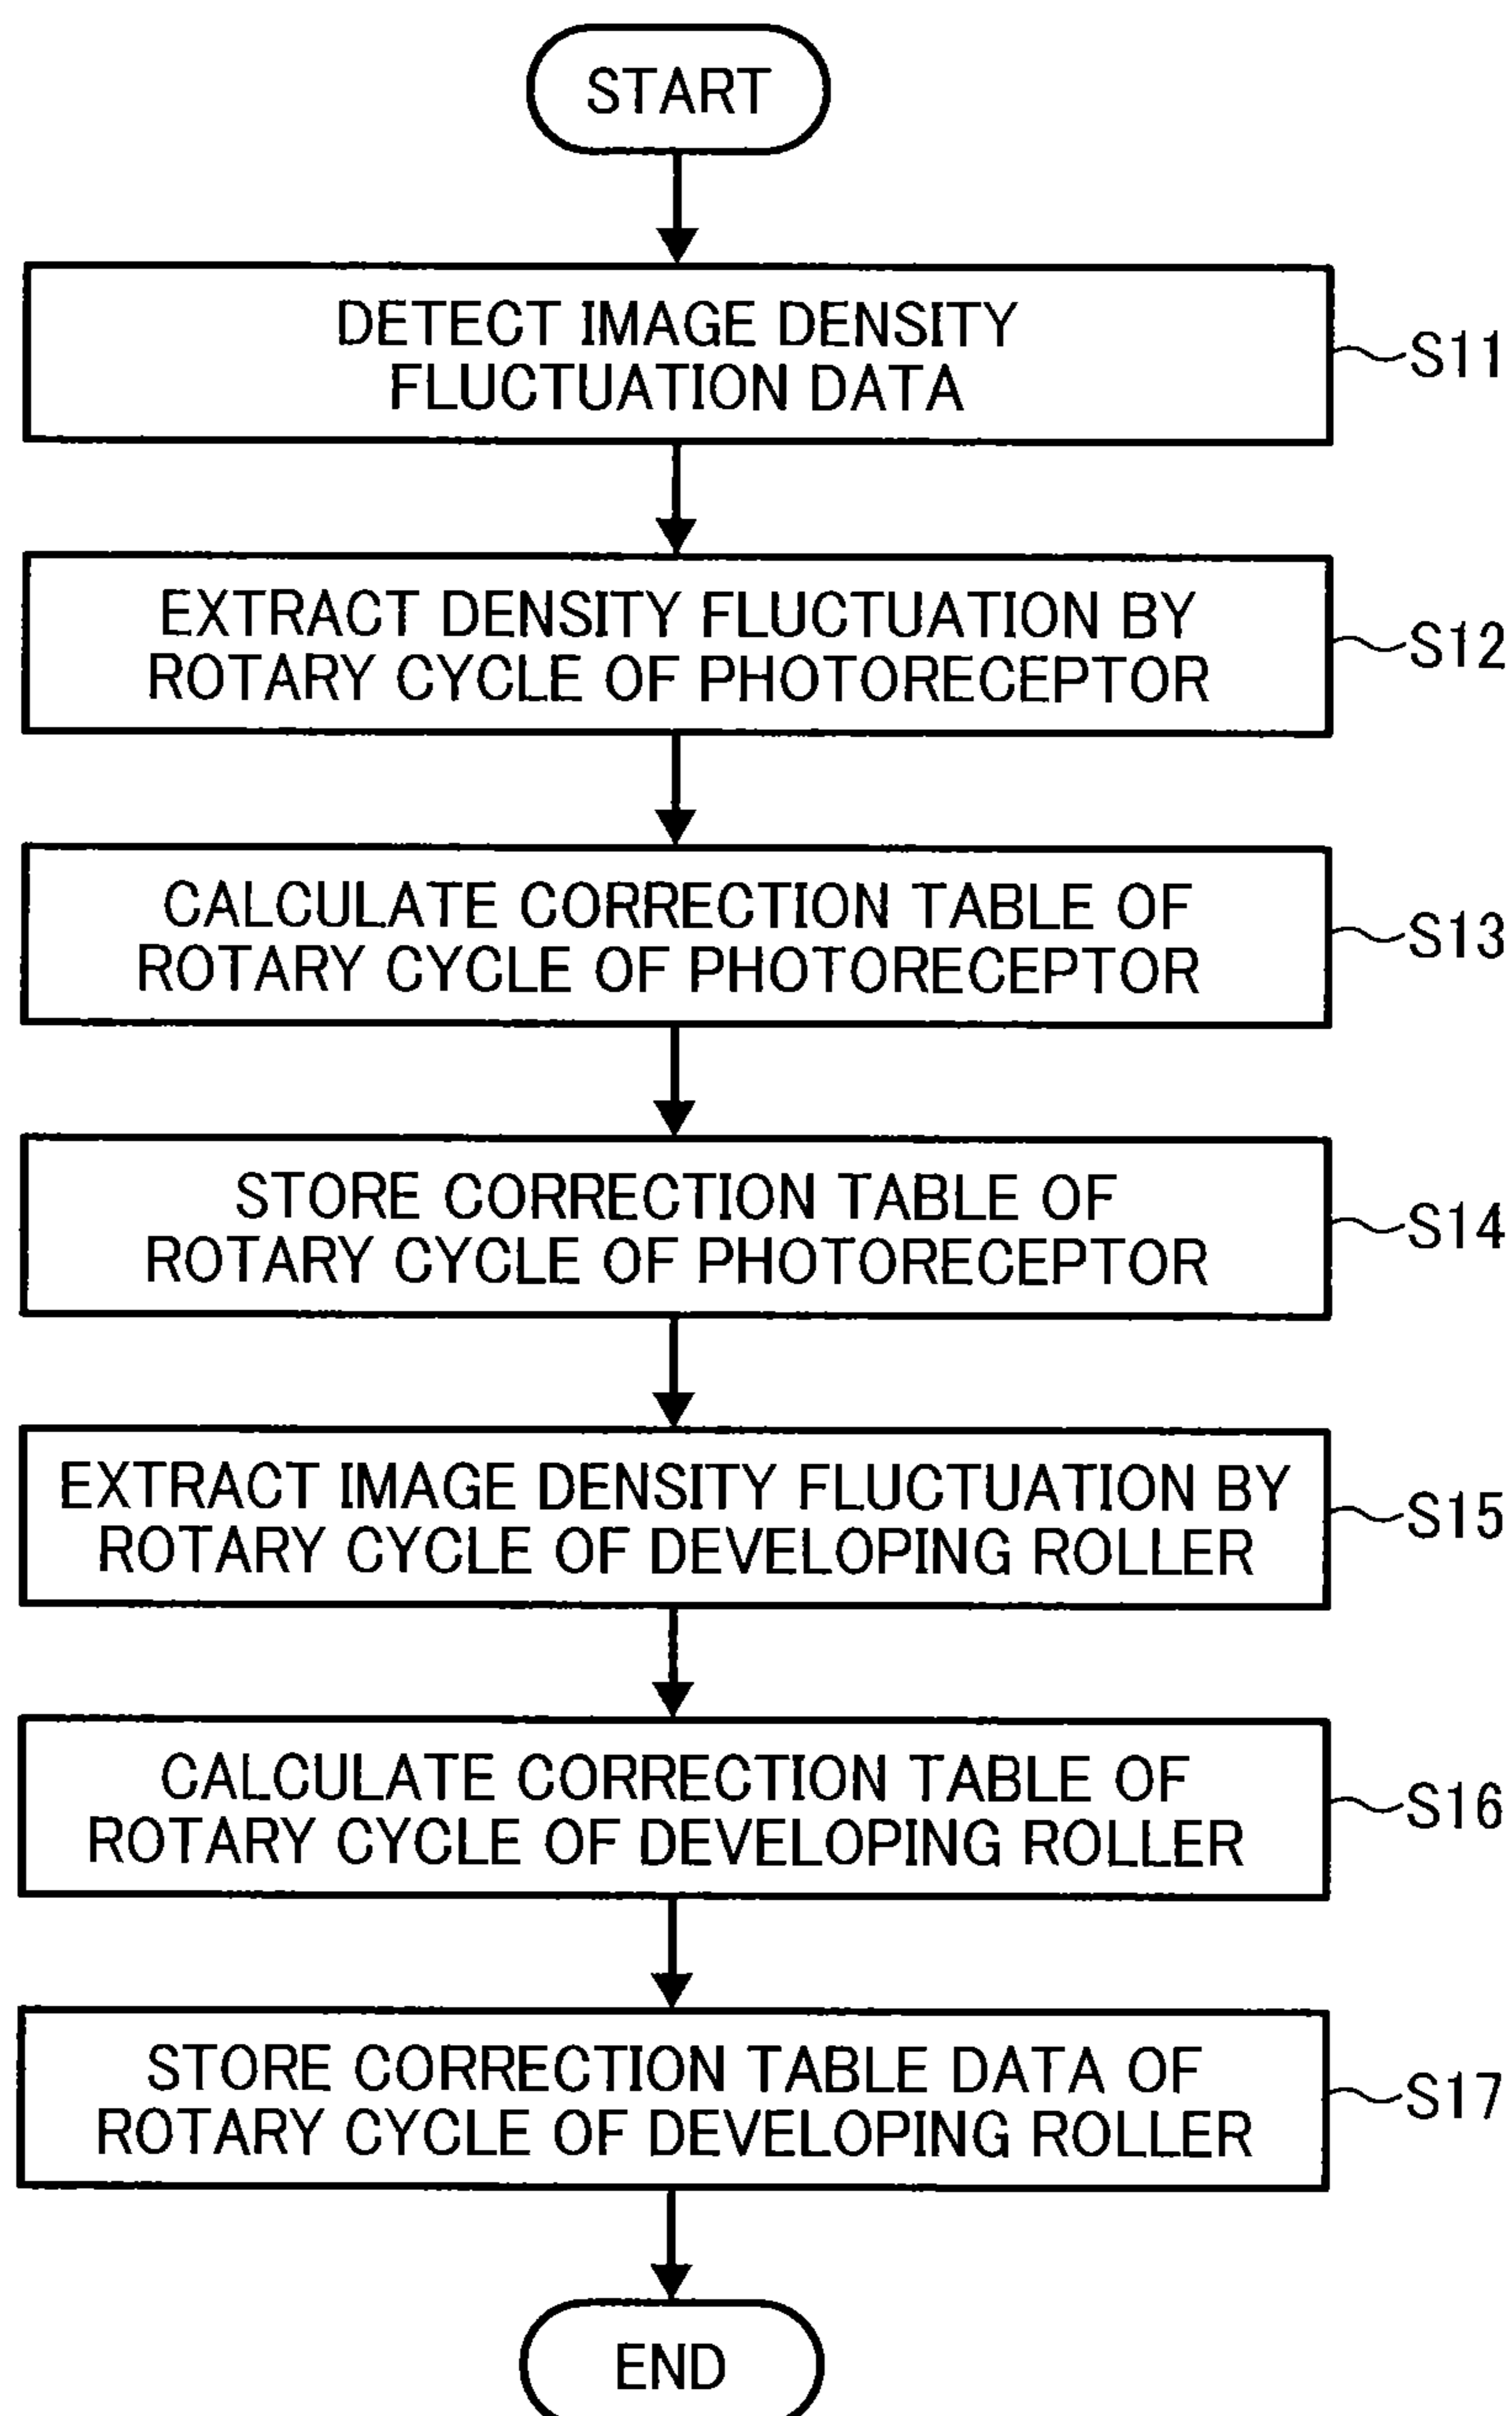 START
DETECT IMAGE DENSITY
FLUCTUATION DATA
S11
EXTRACT DENSITY FLUCTUATION BY
ROTARY CYCLE OF PHOTORECEPTOR
S12
CALCULATE CORRECTION TABLE OF
ROTARY CYCLE OF PHOTORECEPTOR
S13
STORE CORRECTION TABLE OF
ROTARY CYCLE OF PHOTORECEPTOR
S14
EXTRACT IMAGE DENSITY FLUCTUATION BY
ROTARY CYCLE OF DEVELOPING ROLLER
S15
CALCULATE CORRECTION TABLE OF
ROTARY CYCLE OF DEVELOPING ROLLER
S16
STORE CORRECTION TABLE DATA OF
ROTARY CYCLE OF DEVELOPING ROLLER
S17
END